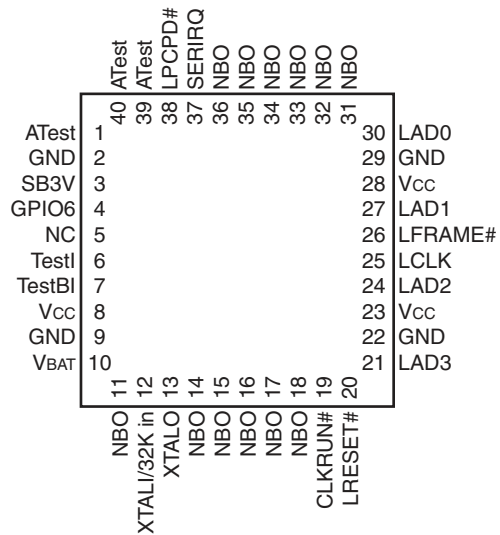 ATest
ATest
LPCPD#
SERIRQ
NBO
NBO
NBO
NBO
NBO
NBO
40
39
38
37
36
35
34
33
32
31
ATest 1
GND 2
SB3V 3
GPIO6 4
NC 5
TestI 6
TestBI 7
VCC 8
GND 9
VBAT 10
30 LAD0
29 GND
28 VCC
27 LAD1
26 LFRAME#
25 LCLK
24 LAD2
23 VCC
22 GND
21 LAD3
11
12
13
14
15
16
17
18
19
20
NBO
XTALI/32K in
XTALO
NBO
NBO
NBO
NBO
NBO
CLKRUN#
LRESET#